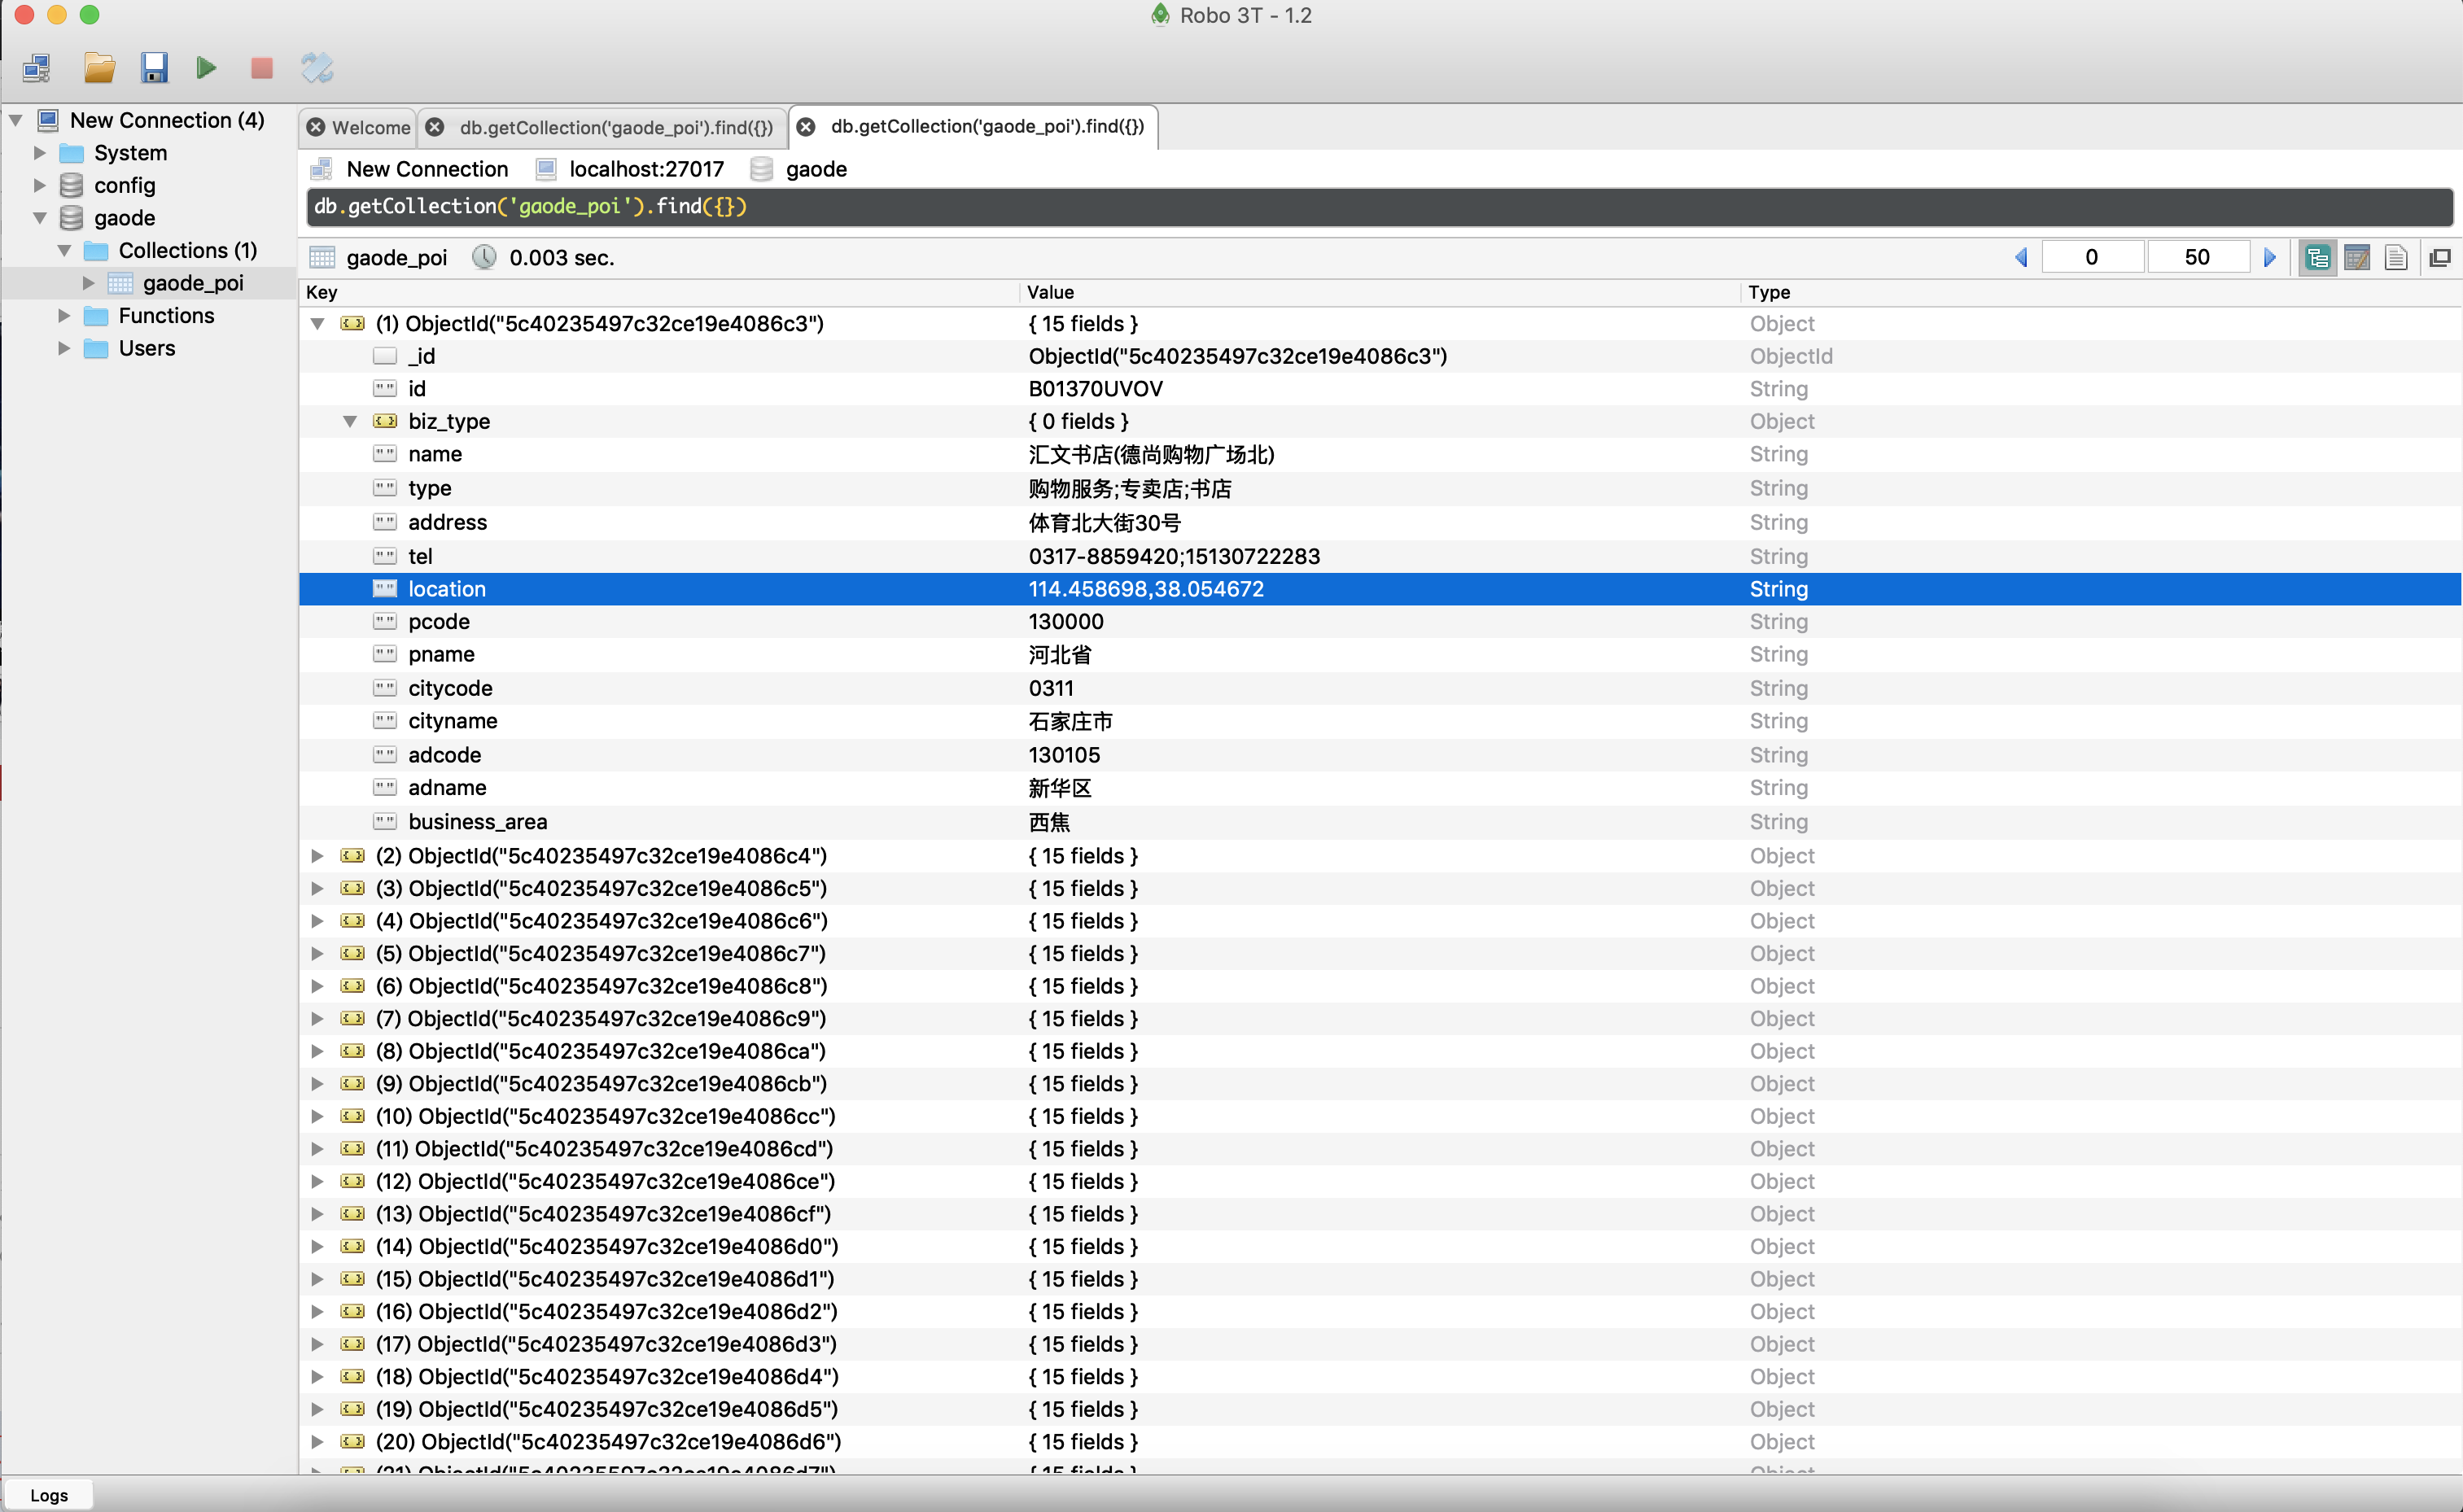 Robo 3T - 1.2
New Connection (4)
System
config
gaode
Collections (1)
gaode_poi
Functions
Users
Welcome
db.getCollection('gaode_poi').find({})
db.getCollection('gaode_poi').find({})
New Connection localhost:27017 gaode
db.getCollection('gaode_poi').find({})
gaode_poi 0.003 sec. 0 50
Key Value Type
(1) ObjectId("5c40235497c32ce19e4086c3") { 15 fields } Object
_id ObjectId("5c40235497c32ce19e4086c3") ObjectId
id B01370UVOV String
biz_type { 0 fields } Object
name 汇文书店(德尚购物广场北) String
type 购物服务;专卖店;书店 String
address 体育北大街30号 String
tel 0317-8859420;15130722283 String
location 114.458698,38.054672 String
pcode 130000 String
pname 河北省 String
citycode 0311 String
cityname 石家庄市 String
adcode 130105 String
adname 新华区 String
business_area 西焦 String
(2) ObjectId("5c40235497c32ce19e4086c4") { 15 fields } Object
(3) ObjectId("5c40235497c32ce19e4086c5") { 15 fields } Object
(4) ObjectId("5c40235497c32ce19e4086c6") { 15 fields } Object
(5) ObjectId("5c40235497c32ce19e4086c7") { 15 fields } Object
(6) ObjectId("5c40235497c32ce19e4086c8") { 15 fields } Object
(7) ObjectId("5c40235497c32ce19e4086c9") { 15 fields } Object
(8) ObjectId("5c40235497c32ce19e4086ca") { 15 fields } Object
(9) ObjectId("5c40235497c32ce19e4086cb") { 15 fields } Object
(10) ObjectId("5c40235497c32ce19e4086cc") { 15 fields } Object
(11) ObjectId("5c40235497c32ce19e4086cd") { 15 fields } Object
(12) ObjectId("5c40235497c32ce19e4086ce") { 15 fields } Object
(13) ObjectId("5c40235497c32ce19e4086cf") { 15 fields } Object
(14) ObjectId("5c40235497c32ce19e4086d0") { 15 fields } Object
(15) ObjectId("5c40235497c32ce19e4086d1") { 15 fields } Object
(16) ObjectId("5c40235497c32ce19e4086d2") { 15 fields } Object
(17) ObjectId("5c40235497c32ce19e4086d3") { 15 fields } Object
(18) ObjectId("5c40235497c32ce19e4086d4") { 15 fields } Object
(19) ObjectId("5c40235497c32ce19e4086d5") { 15 fields } Object
(20) ObjectId("5c40235497c32ce19e4086d6") { 15 fields } Object
Logs